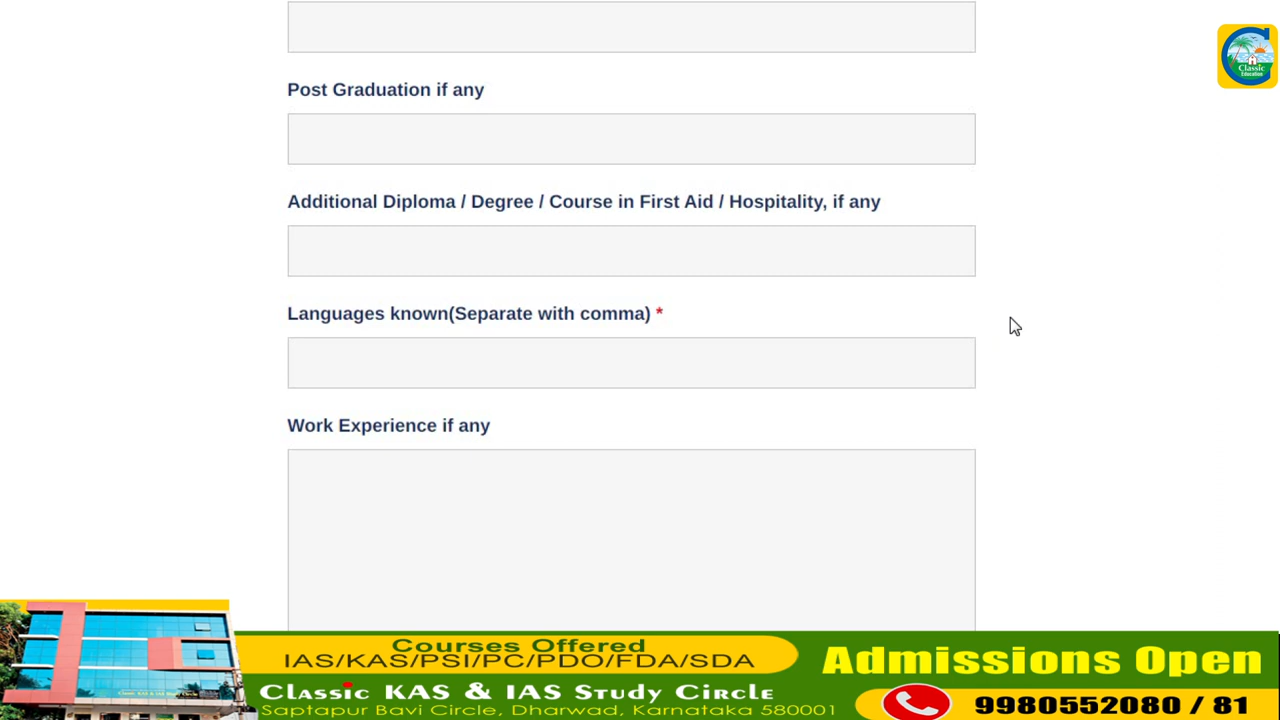 Classic
Education
Post Graduation if any
Additional Diploma / Degree / Course in First Aid / Hospitality, if any
Languages known(Separate with comma) *
Work Experience if any
Courses Offered
IAS/KAS/PSI/PC/PDO/FDA/SDA
Admissions Open
Classic KAS & IAS Study Circle
Saptapur Bavi Circle, Dharwad, Karnataka 580001
9980552080 / 81